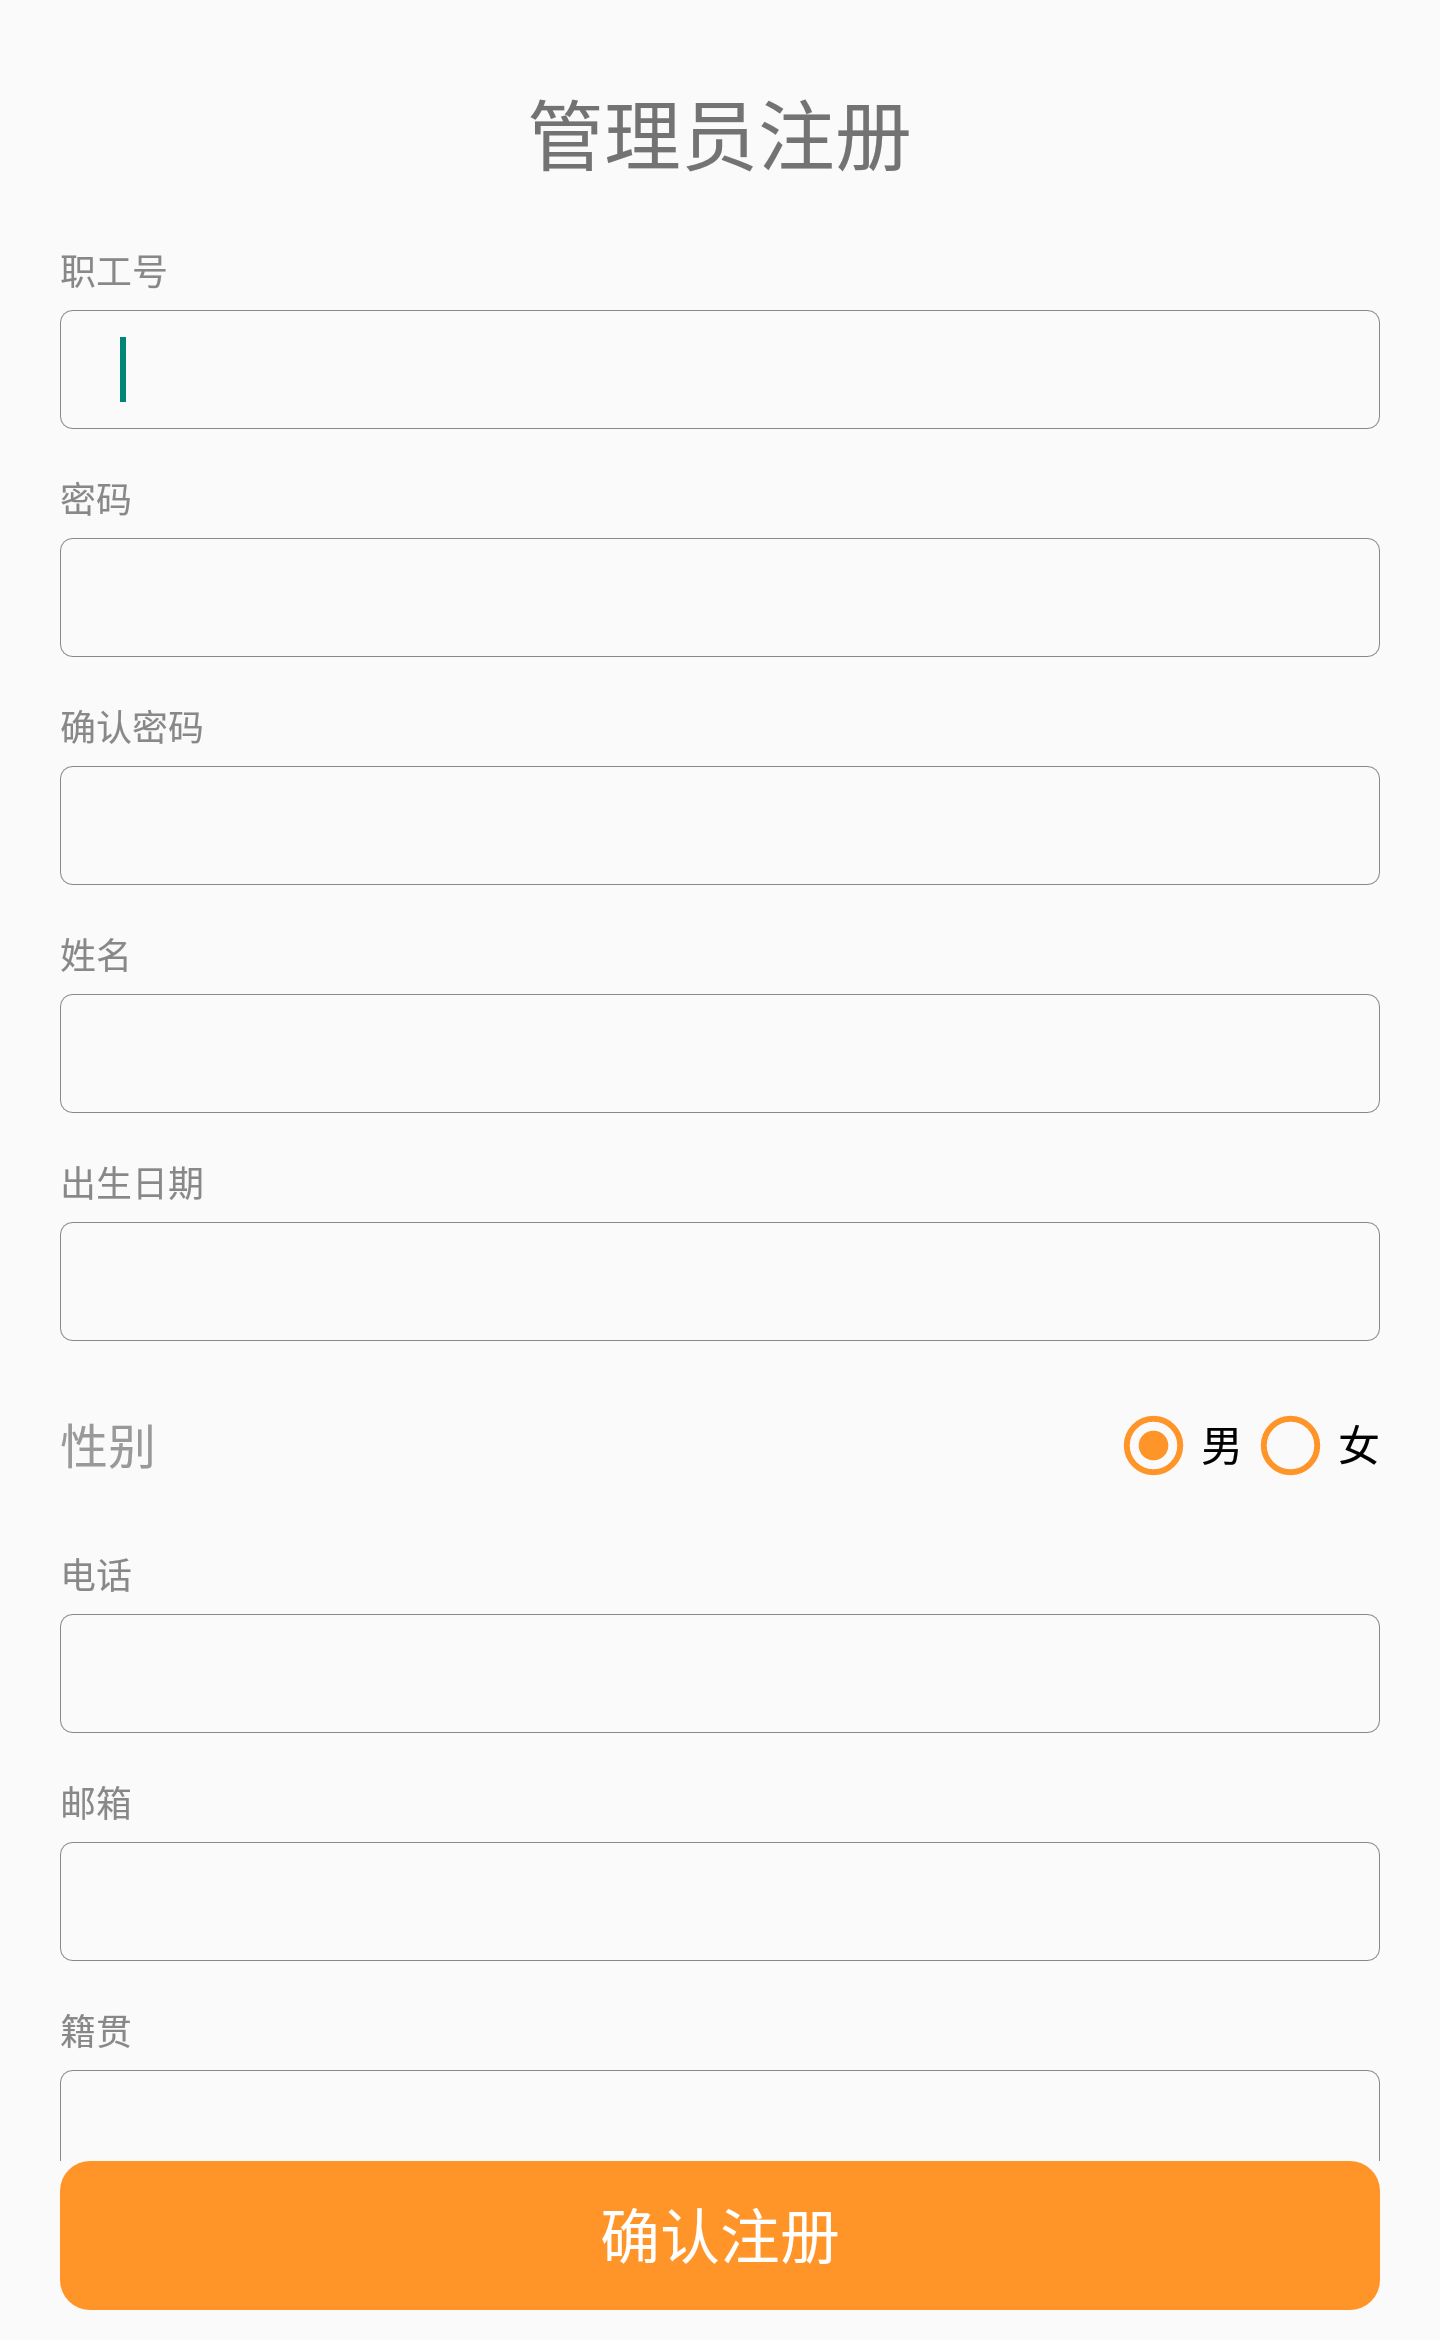 管理员注册
职工号
密码
确认密码
姓名
出生日期
性别 男 女
电话
邮箱
籍贯
确认注册